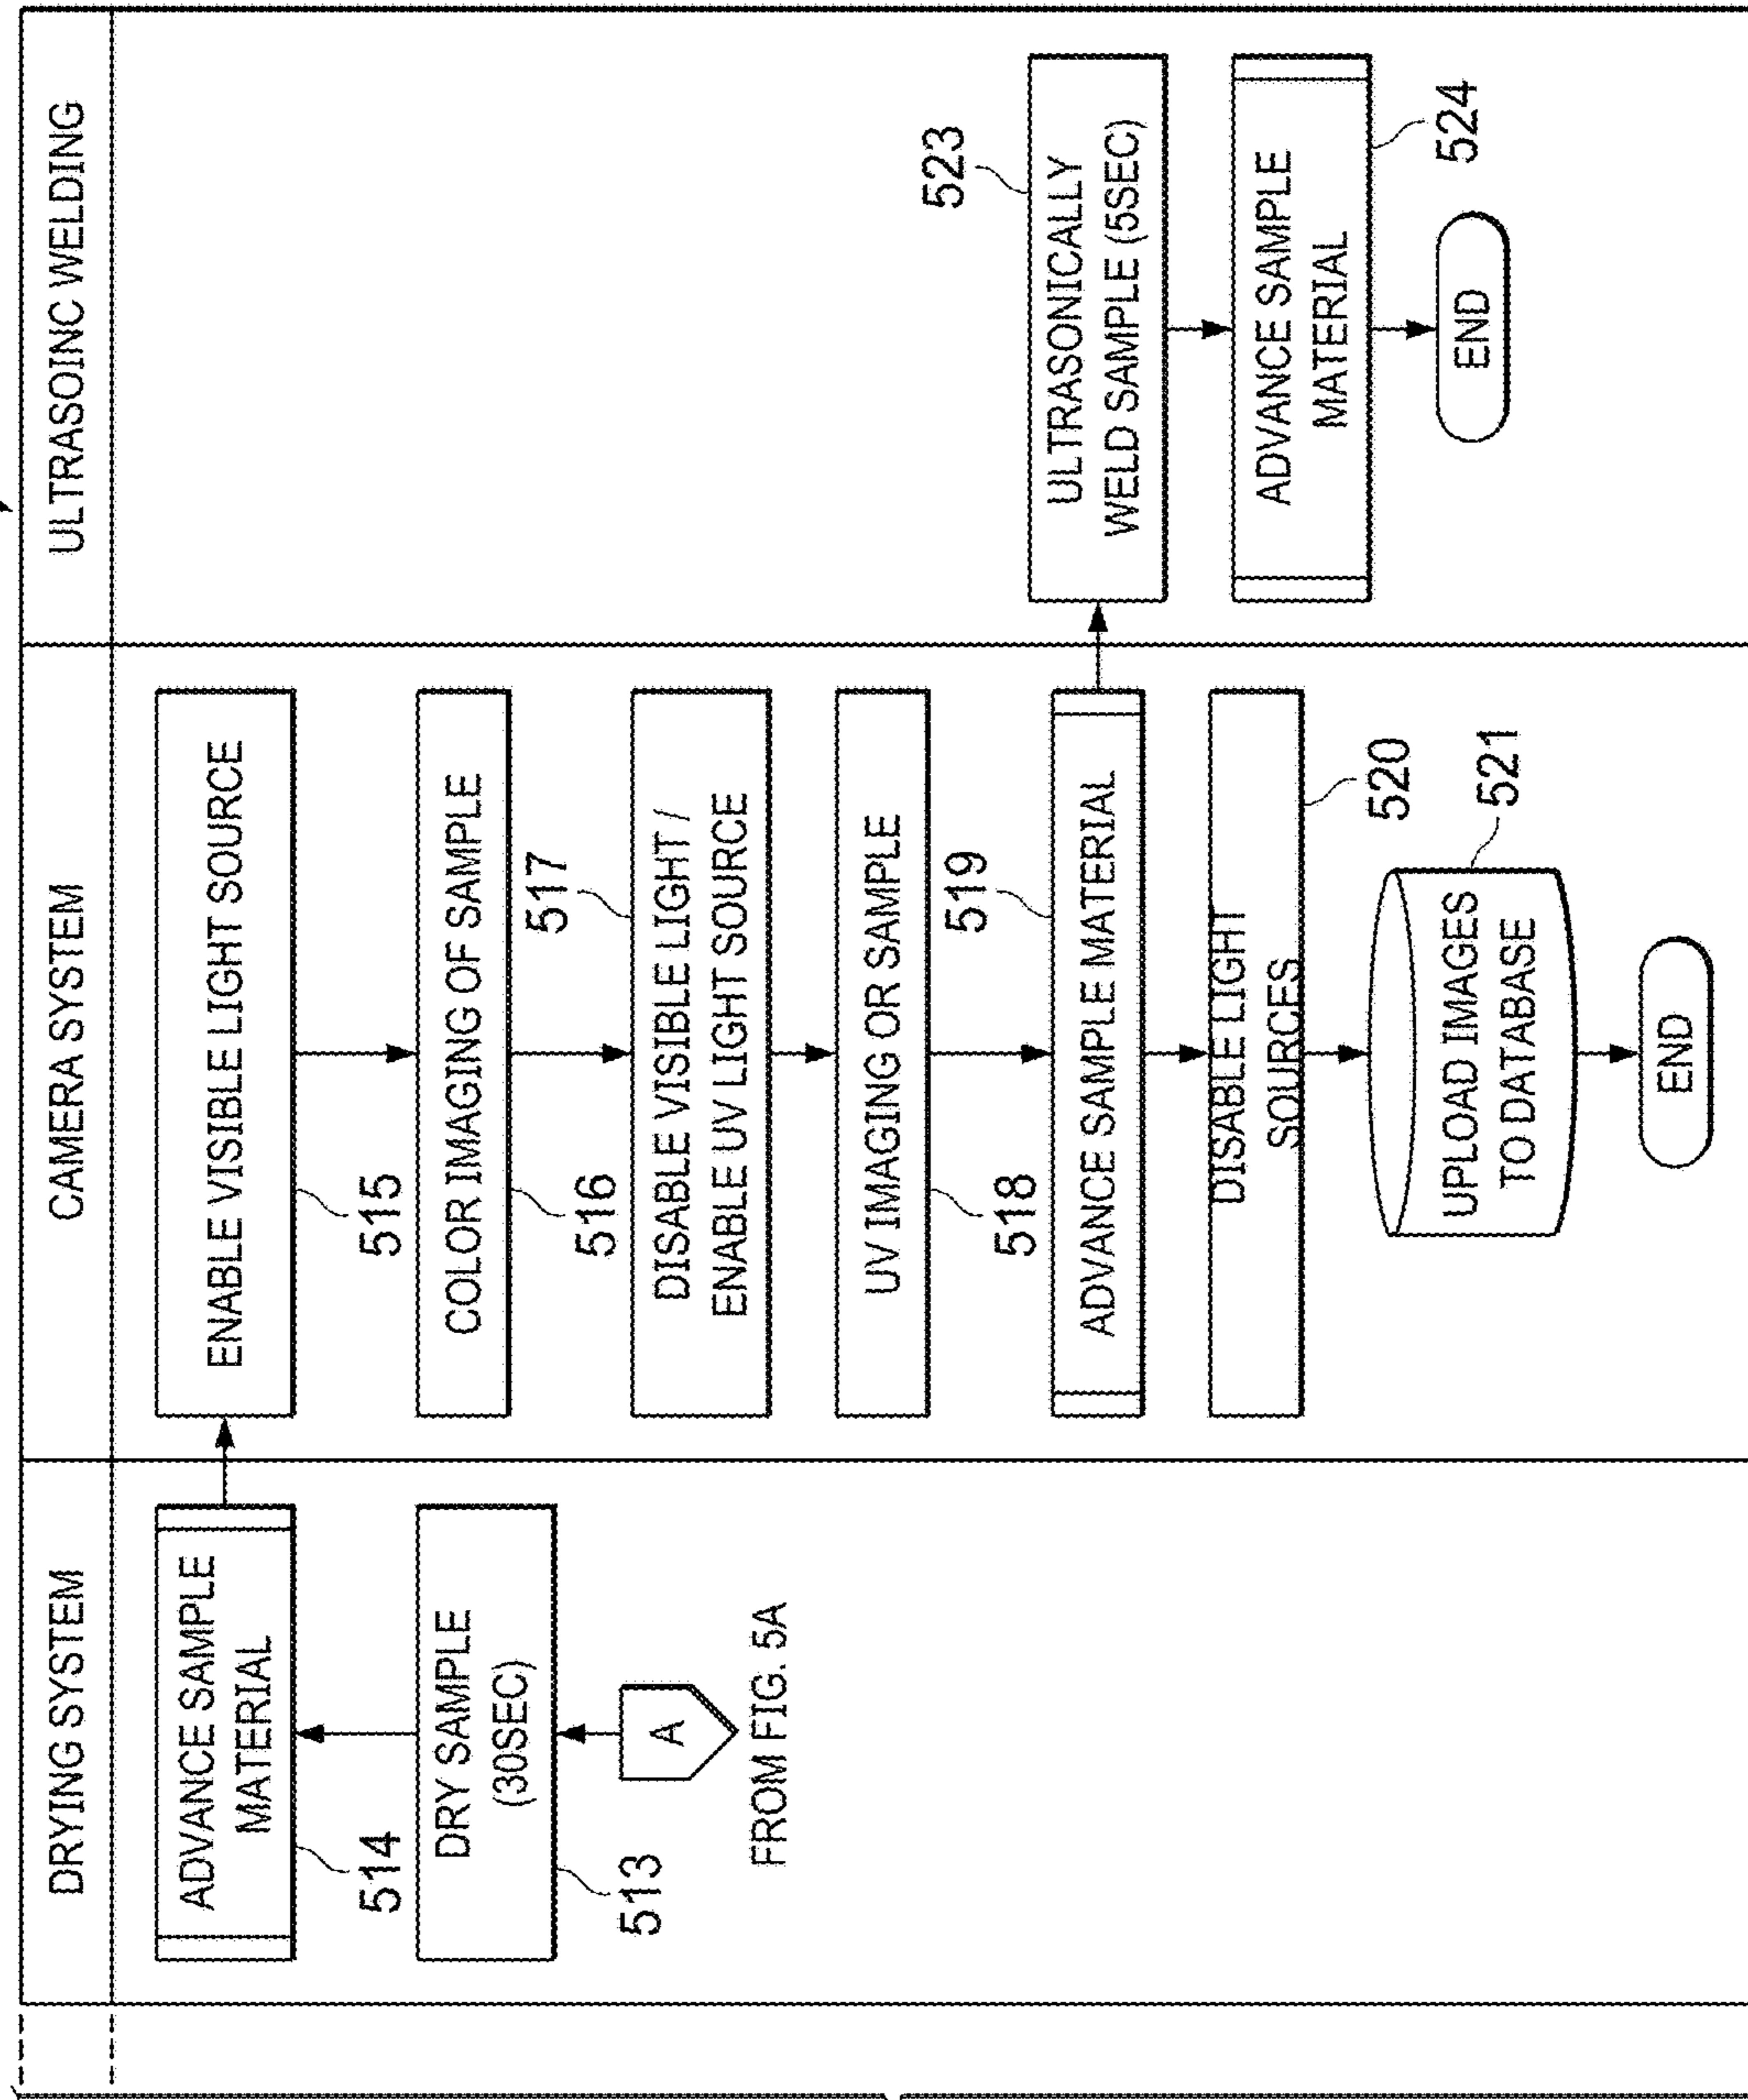 DRYING SYSTEM
ADVANCE SAMPLE
MATERIAL
514
DRY SAMPLE
(30SEC)
513
A
FROM FIG. 5A
CAMERA SYSTEM
ENABLE VISIBLE LIGHT SOURCE
515
COLOR IMAGING OF SAMPLE
516
517
DISABLE VISIBLE LIGHT /
ENABLE UV LIGHT SOURCE
UV IMAGING OR SAMPLE
518
519
ADVANCE SAMPLE MATERIAL
DISABLE LIGHT
SOURCES
520
521
UPLOAD IMAGES
TO DATABASE
END
ULTRASOINC WELDING
523
ULTRASONICALLY
WELD SAMPLE (5SEC)
ADVANCE SAMPLE
MATERIAL
524
END